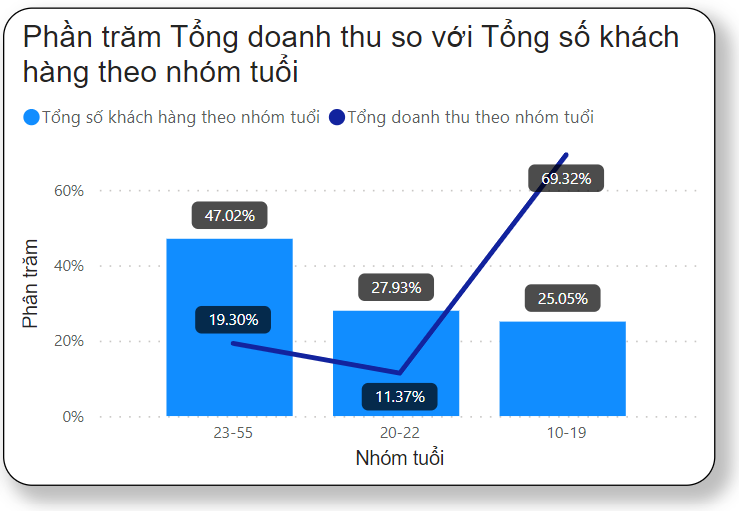 Phần trăm Tổng doanh thu so với Tổng số khách
hàng theo nhóm tuổi
Tổng số khách hàng theo nhóm tuổi Tổng doanh thu theo nhóm tuổi
Phân trăm
60%
40%
20%
0%
47.02%
27.93%
25.05%
19.30%
11.37%
69.32%
23-55 20-22 10-19
Nhóm tuổi